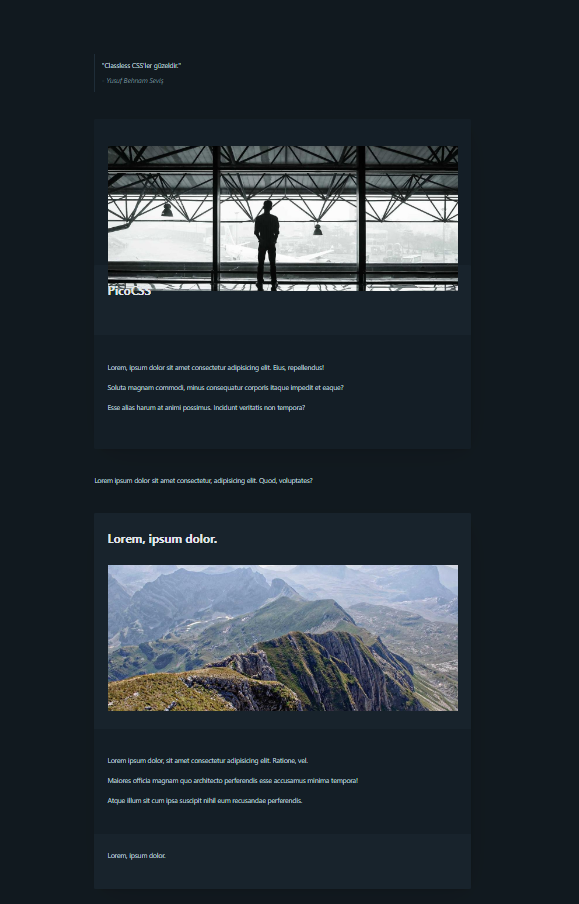 "Classless CSS'ler güzeldir."
- Yusuf Behnam Seviş
PicoCSS
Lorem, ipsum dolor sit amet consectetur adipisicing elit. Eius, repellendus!
Soluta magnam commodi, minus consequatur corporis itaque impedit et eaque?
Esse alias harum at animi possimus. Incidunt veritatis non tempora?
Lorem ipsum dolor sit amet consectetur, adipisicing elit. Quod, voluptates?
Lorem, ipsum dolor.
Lorem ipsum dolor, sit amet consectetur adipisicing elit. Ratione, vel.
Maiores officia magnam quo architecto perferendis esse accusamus minima tempora!
Atque illum sit cum ipsa suscipit nihil eum recusandae perferendis.
Lorem, ipsum dolor.